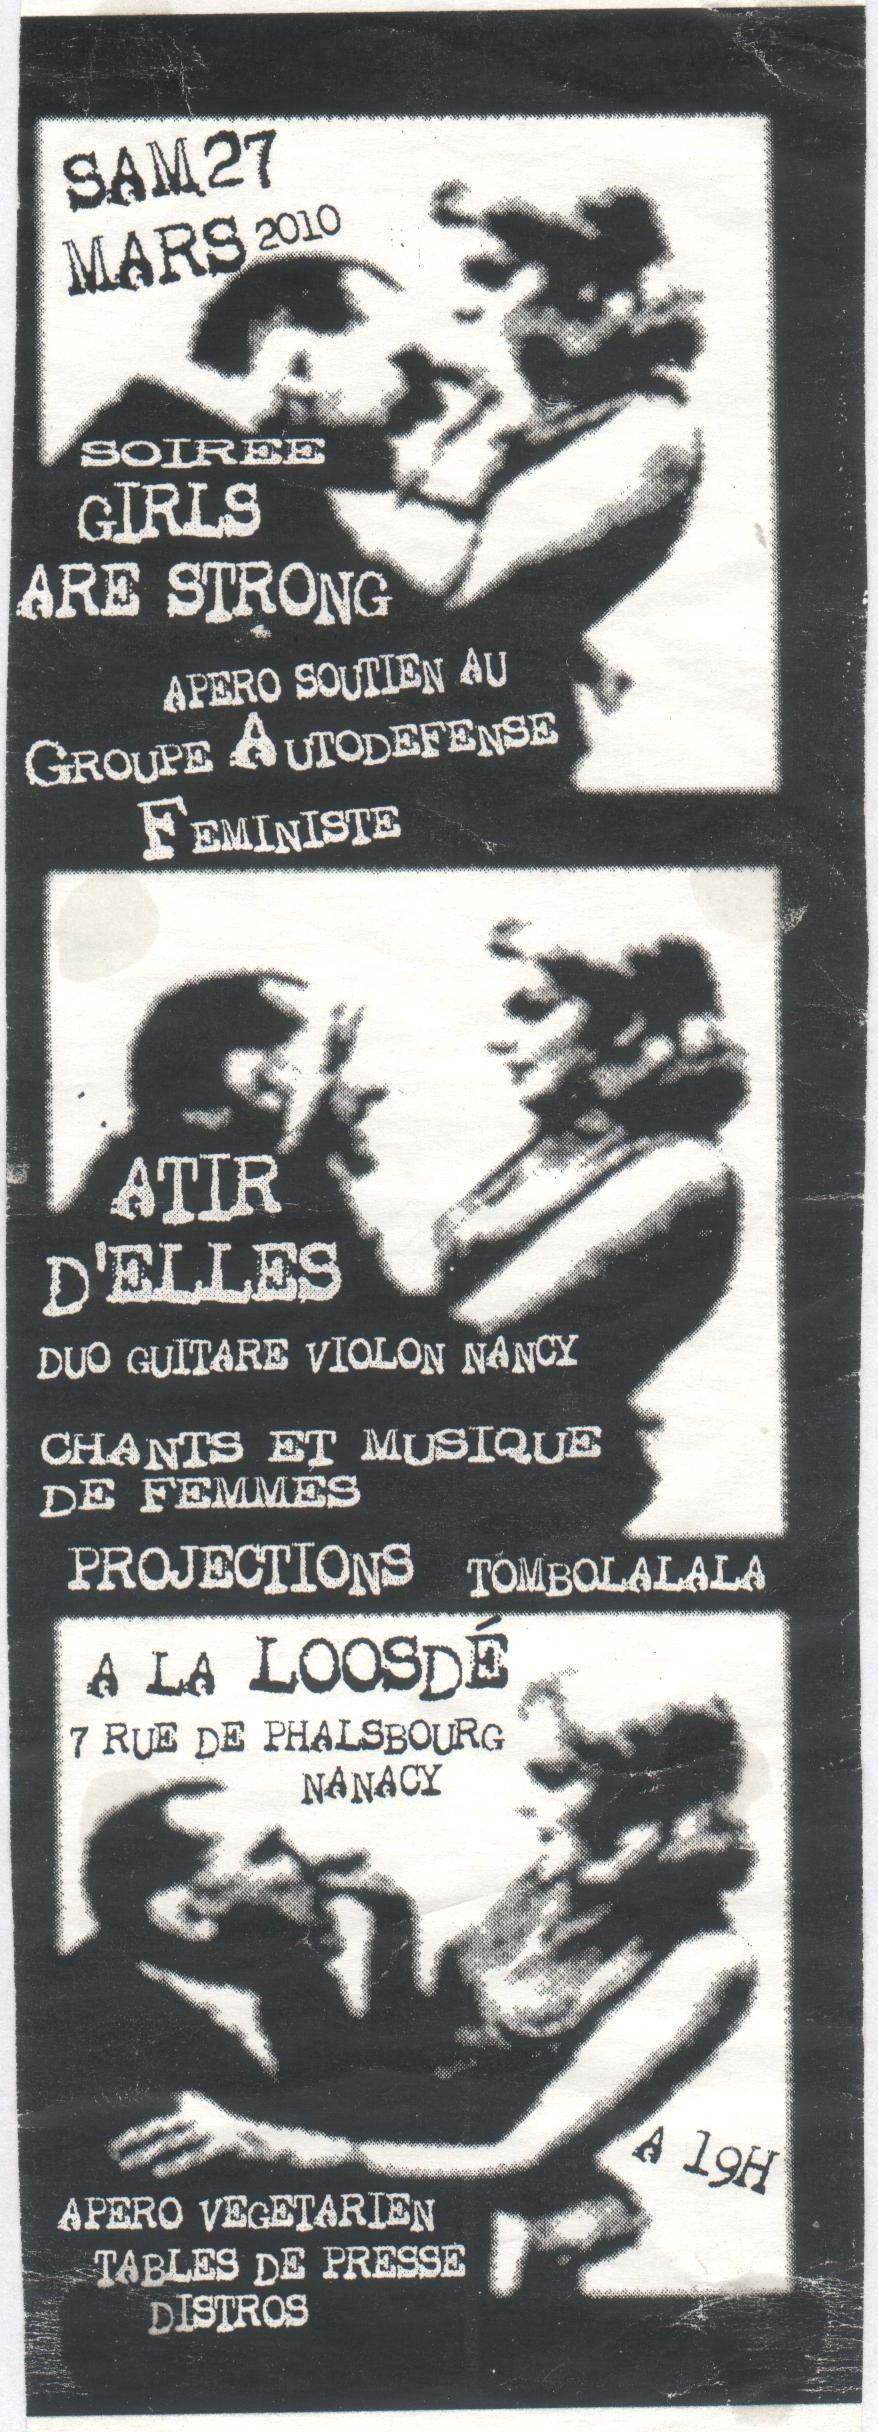 SAM 27
MARS 2010
SOIREE
GIRLS
ARE STRONG
APERO SOUTIEN AU
GROUPE AUTODEFENSE
FEMINISTE
ATIR
D'ELLES
DUO GUITARE VIOLON NANCY
CHANTS ET MUSIQUE
DE FEMMES
PROJECTIONS TOMBOLALALA
A LA LOOSDÉ
7 RUE DE PHALSBOURG
NANACY
A 19H
APERO VEGETARIEN
TABLES DE PRESSE
DISTROS